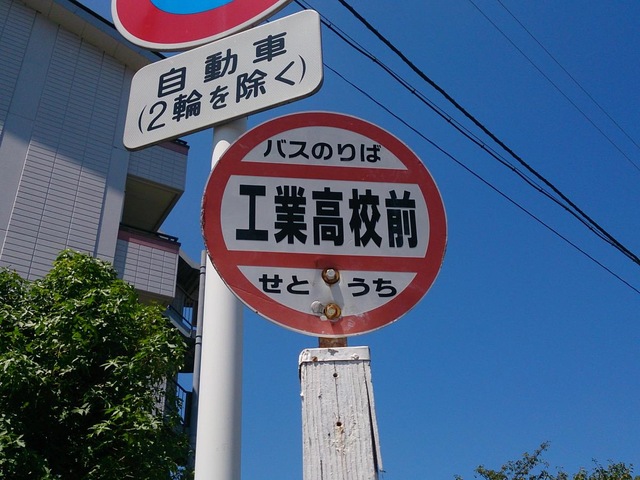 自動車
(2輪を除く)
バスのりば
工業高校前
せとうち